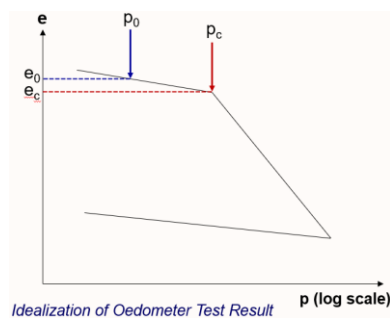 e
p0
pc
e0
ec
p (log scale)
Idealization of Oedometer Test Result